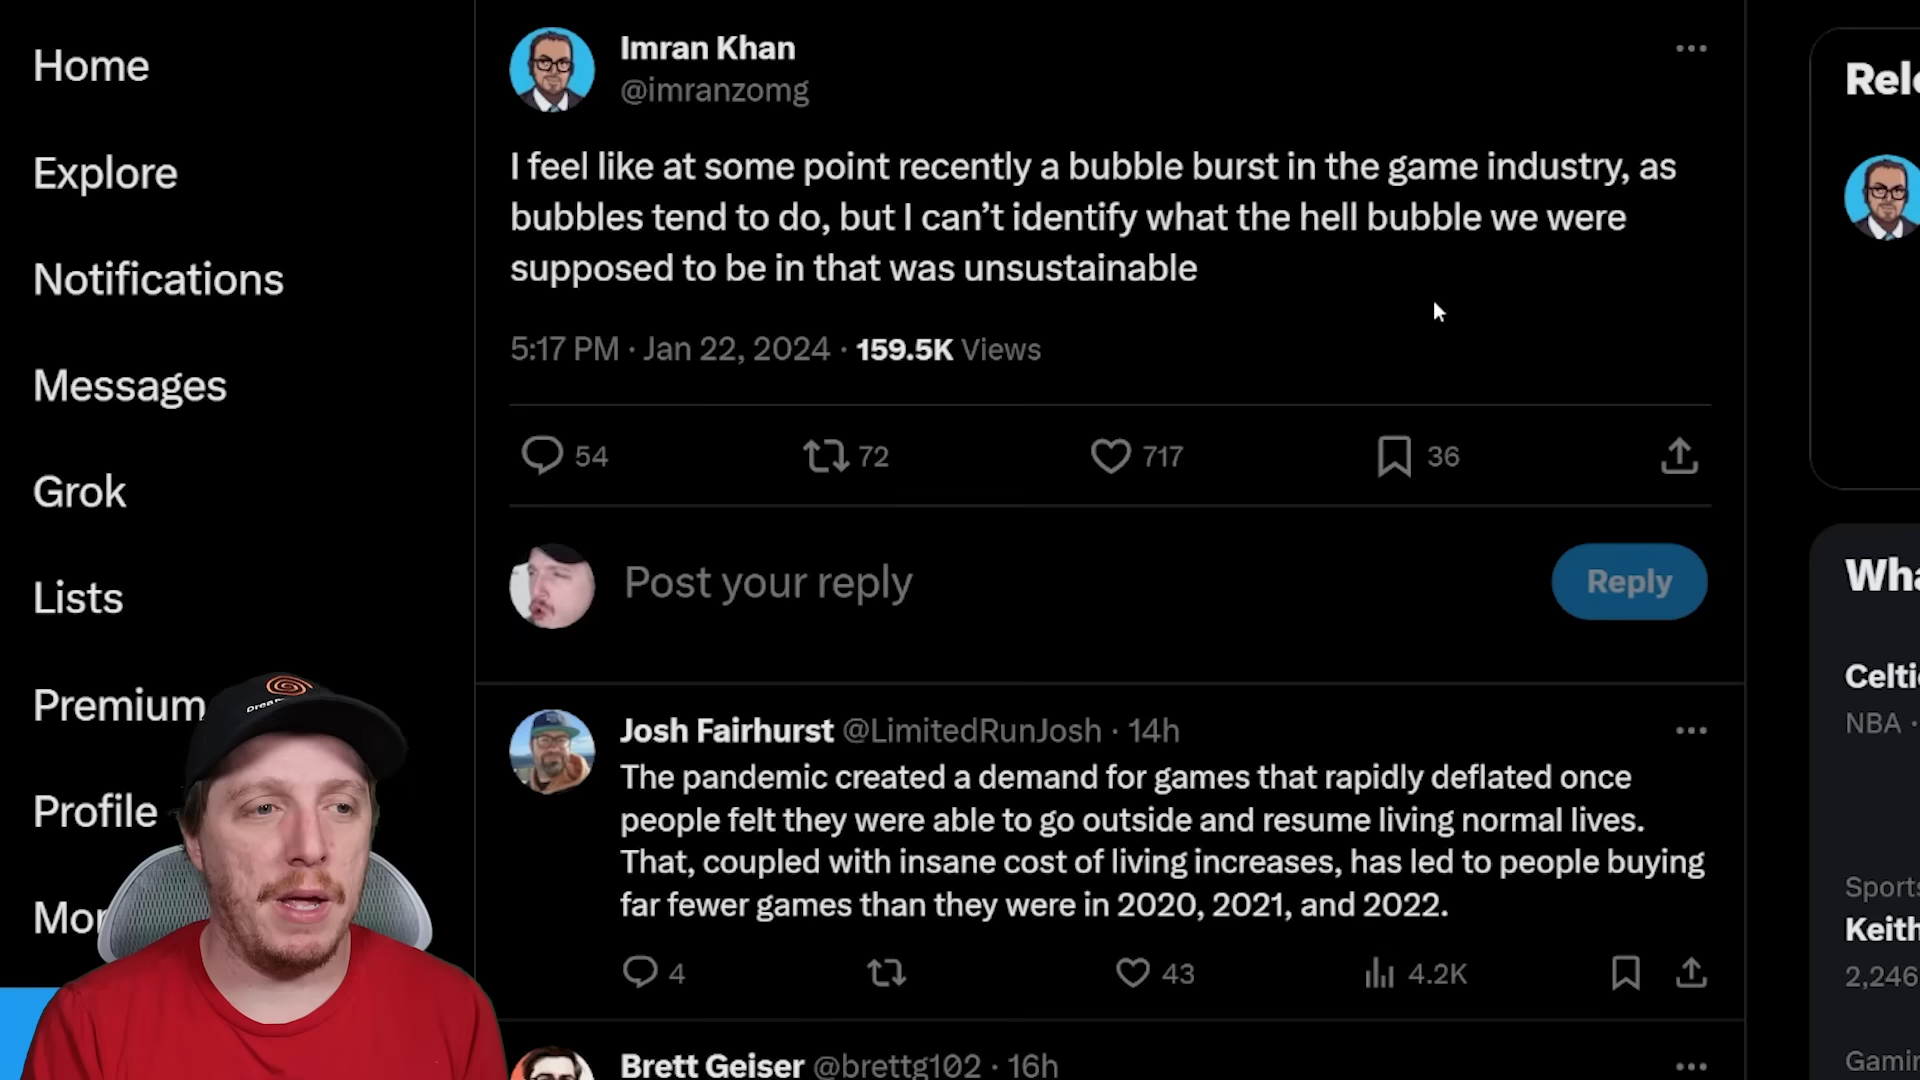 Home
Explore
Notifications
Messages
Grok
Lists
Premium
Profile
Imran Khan
@imranzomg
I feel like at some point recently a bubble burst in the game industry, as
bubbles tend to do, but I can’t identify what the hell bubble we were
supposed to be in that was unsustainable
5:17 PM · Jan 22, 2024 · 159.5K Views
54 72 717 36
Post your reply
Reply
Josh Fairhurst @LimitedRunJosh · 14h
The pandemic created a demand for games that rapidly deflated once
people felt they were able to go outside and resume living normal lives.
That, coupled with insane cost of living increases, has led to people buying
far fewer games than they were in 2020, 2021, and 2022.
4 43 4.2K
Brett Geiser @brettg102 · 16h
NBA ·
Keith
2,246